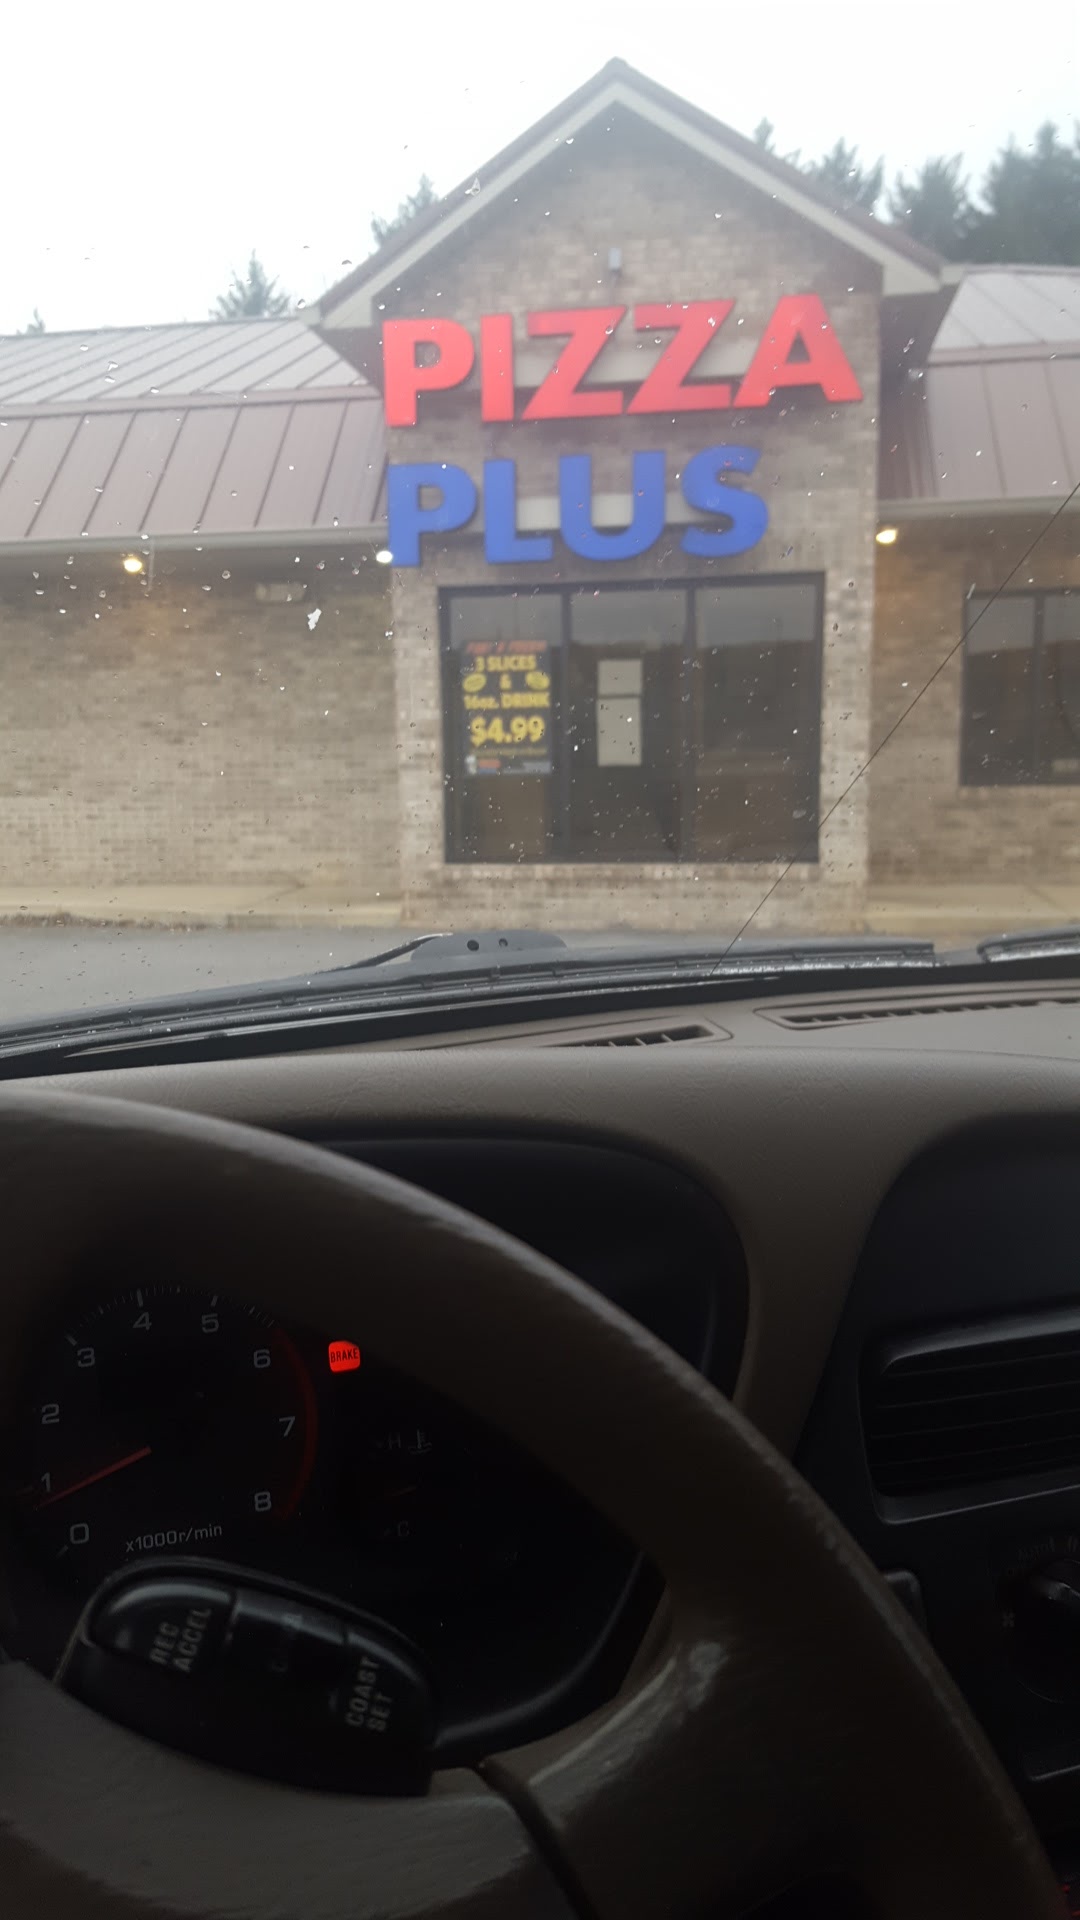 PIZZA
PLUS
3 SLICES
&
16oz. DRINK
$4.99
4
5
3
6
BRAKE
2
7
H
1
8
C
0
x1000r/min
REC
ACCEL
COAST
SET